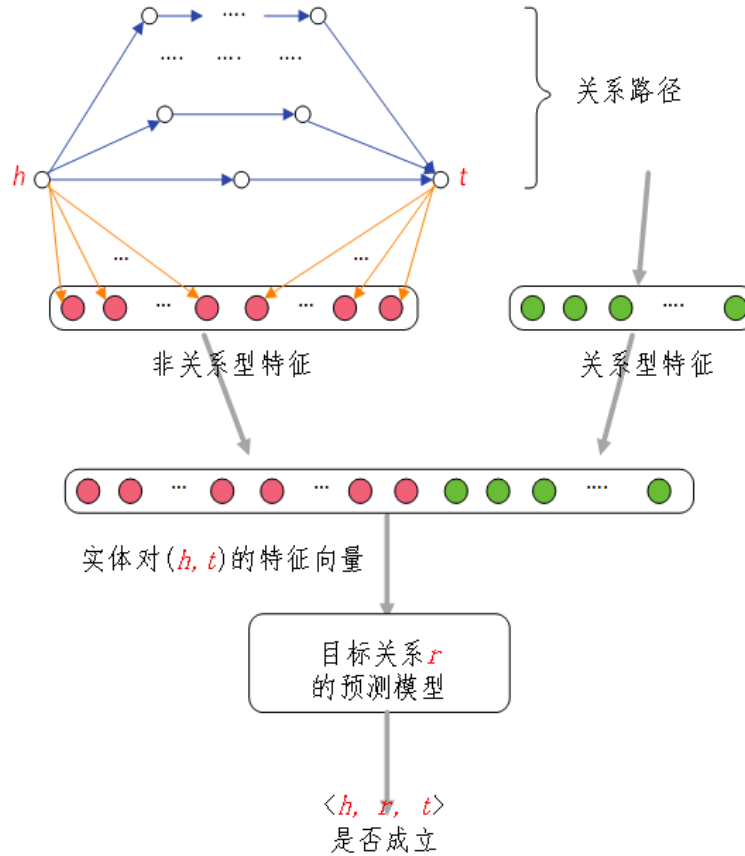 ....
.... .... ....
关系路径
h
t
... ...
... ... ....
非关系型特征
关系型特征
... ... ....
实体对(h, t)的特征向量
目标关系r
的预测模型
<h, r, t>
是否成立